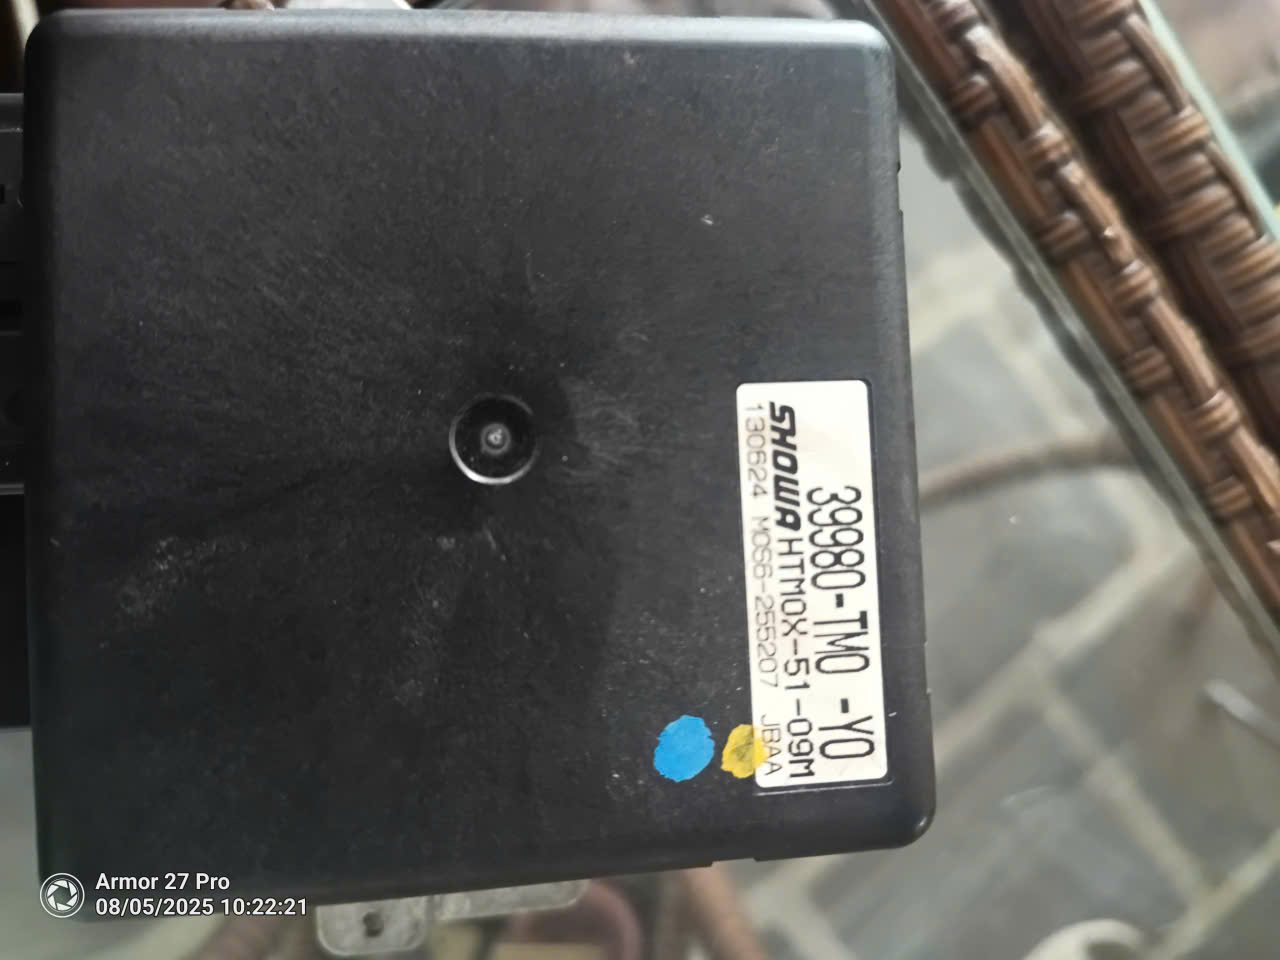 39980-TM0 -Y0
SHOWA HTM0X-51-09M
130624 MCS6-255207 JBAA
Armor 27 Pro
08/05/2025 10:22:21